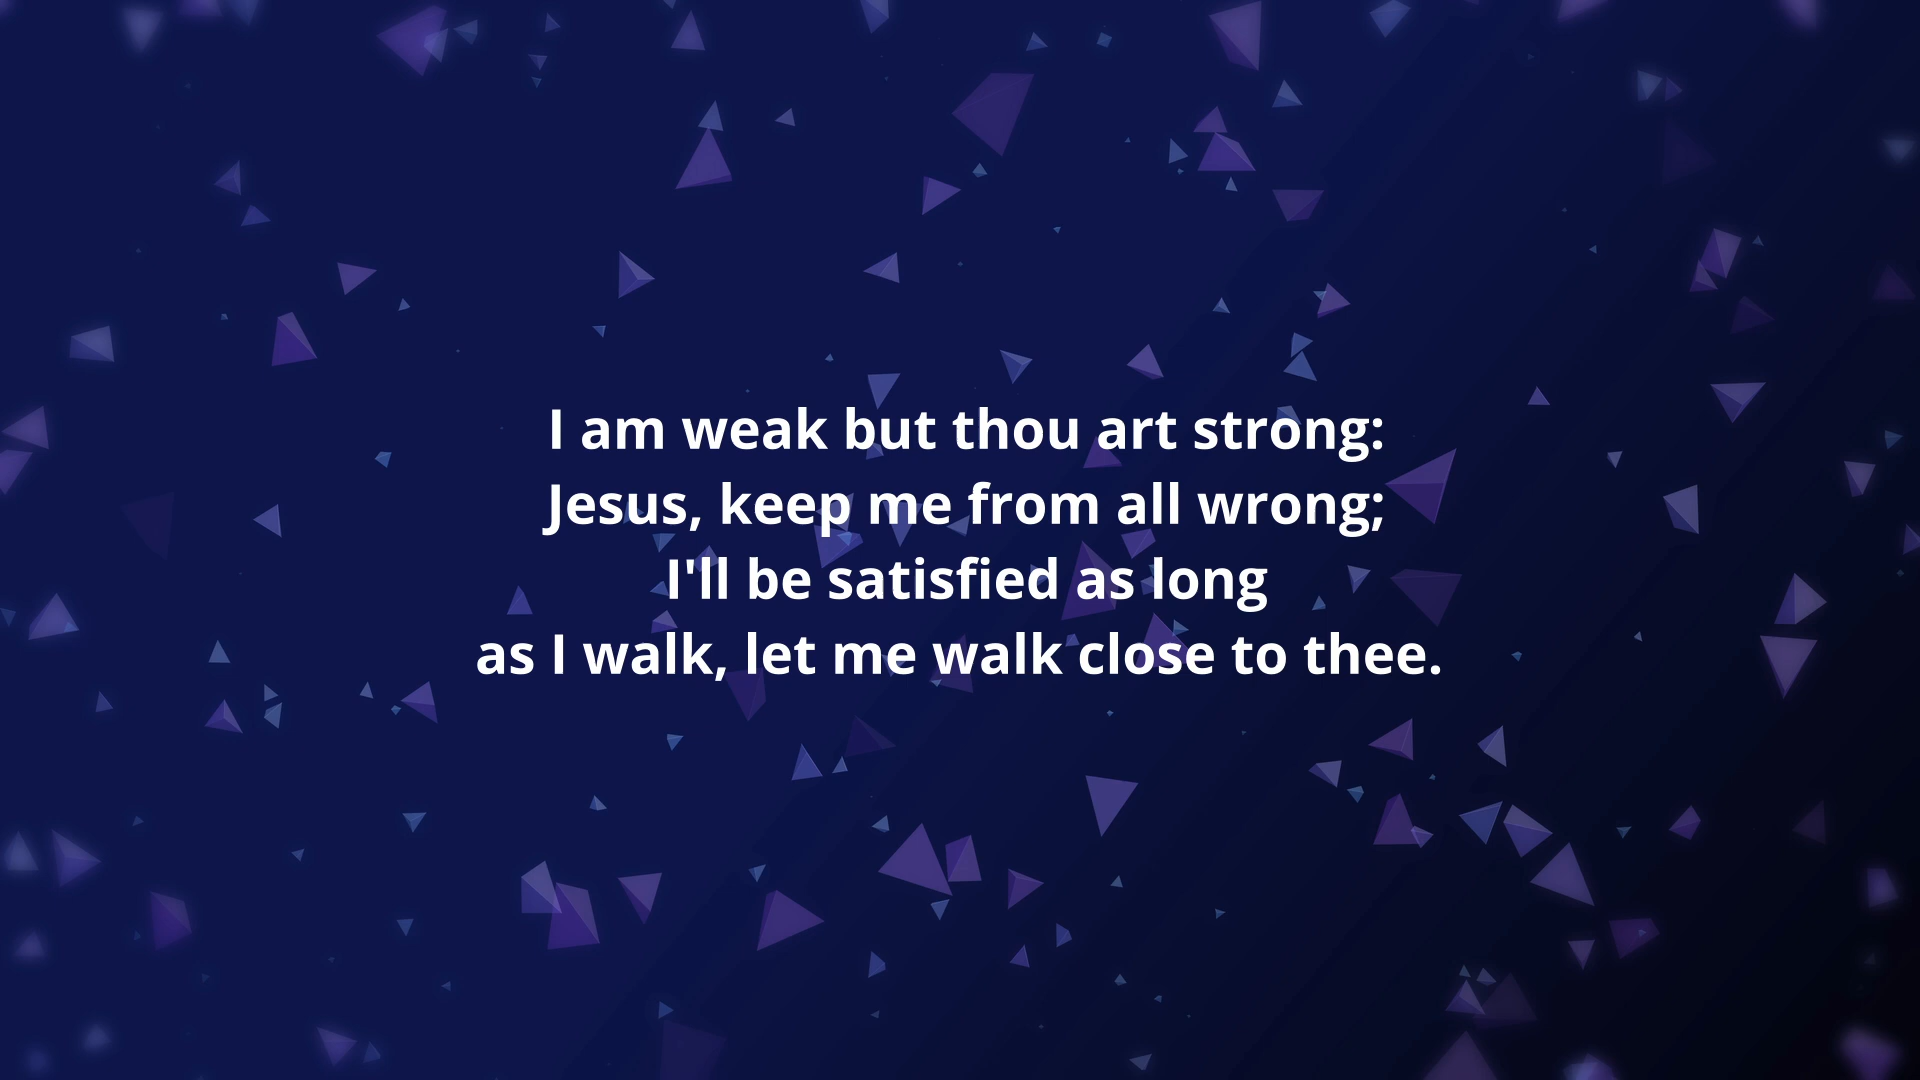 I am weak but thou art strong:
Jesus, keep me from all wrong;
I'll be satisfied as long
as I walk, let me walk close to thee.